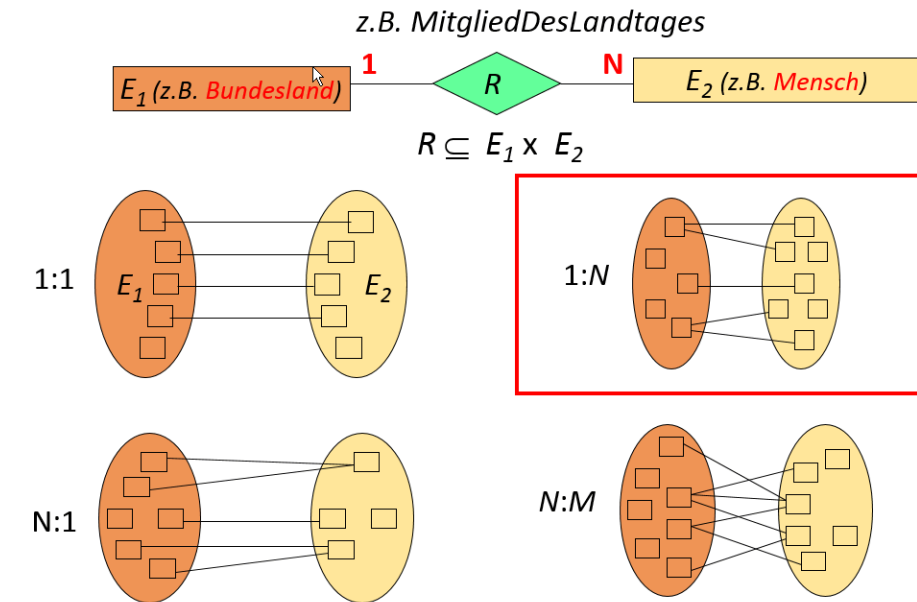 z.B. MitgliedDesLandtages
E1 (z.B. Bundesland) 1 R N E2 (z.B. Mensch)
R ⊆ E1 x E2
1:1 E1 E2
1:N
N:1
N:M